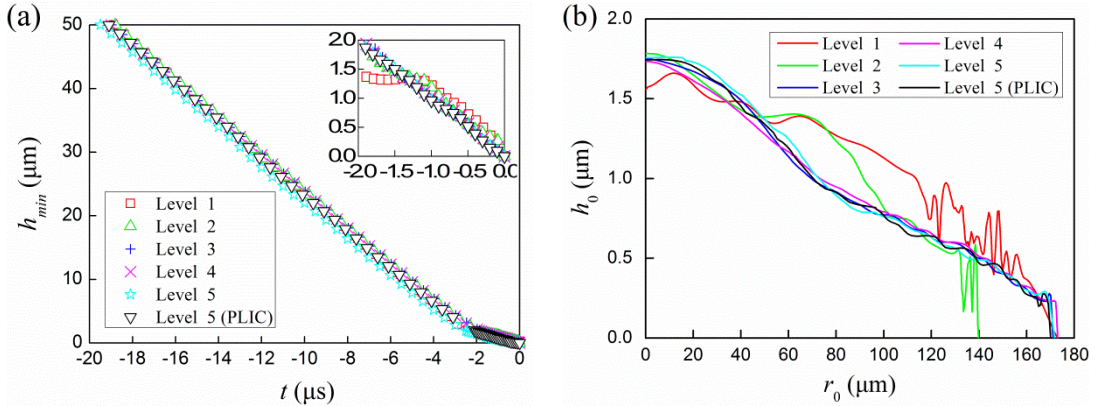 (a)
50
40
30
20
10
0
h_min (μm)
-20 -18 -16 -14 -12 -10 -8 -6 -4 -2 0
t (μs)
Level 1
Level 2
Level 3
Level 4
Level 5
Level 5 (PLIC)
2.0
1.5
1.0
0.5
0.0
-2.0 -1.5 -1.0 -0.5 0.0
(b)
2.0
1.5
1.0
0.5
0.0
h₀ (μm)
0 20 40 60 80 100 120 140 160 180
r₀ (μm)
Level 1 Level 4
Level 2 Level 5
Level 3 Level 5 (PLIC)